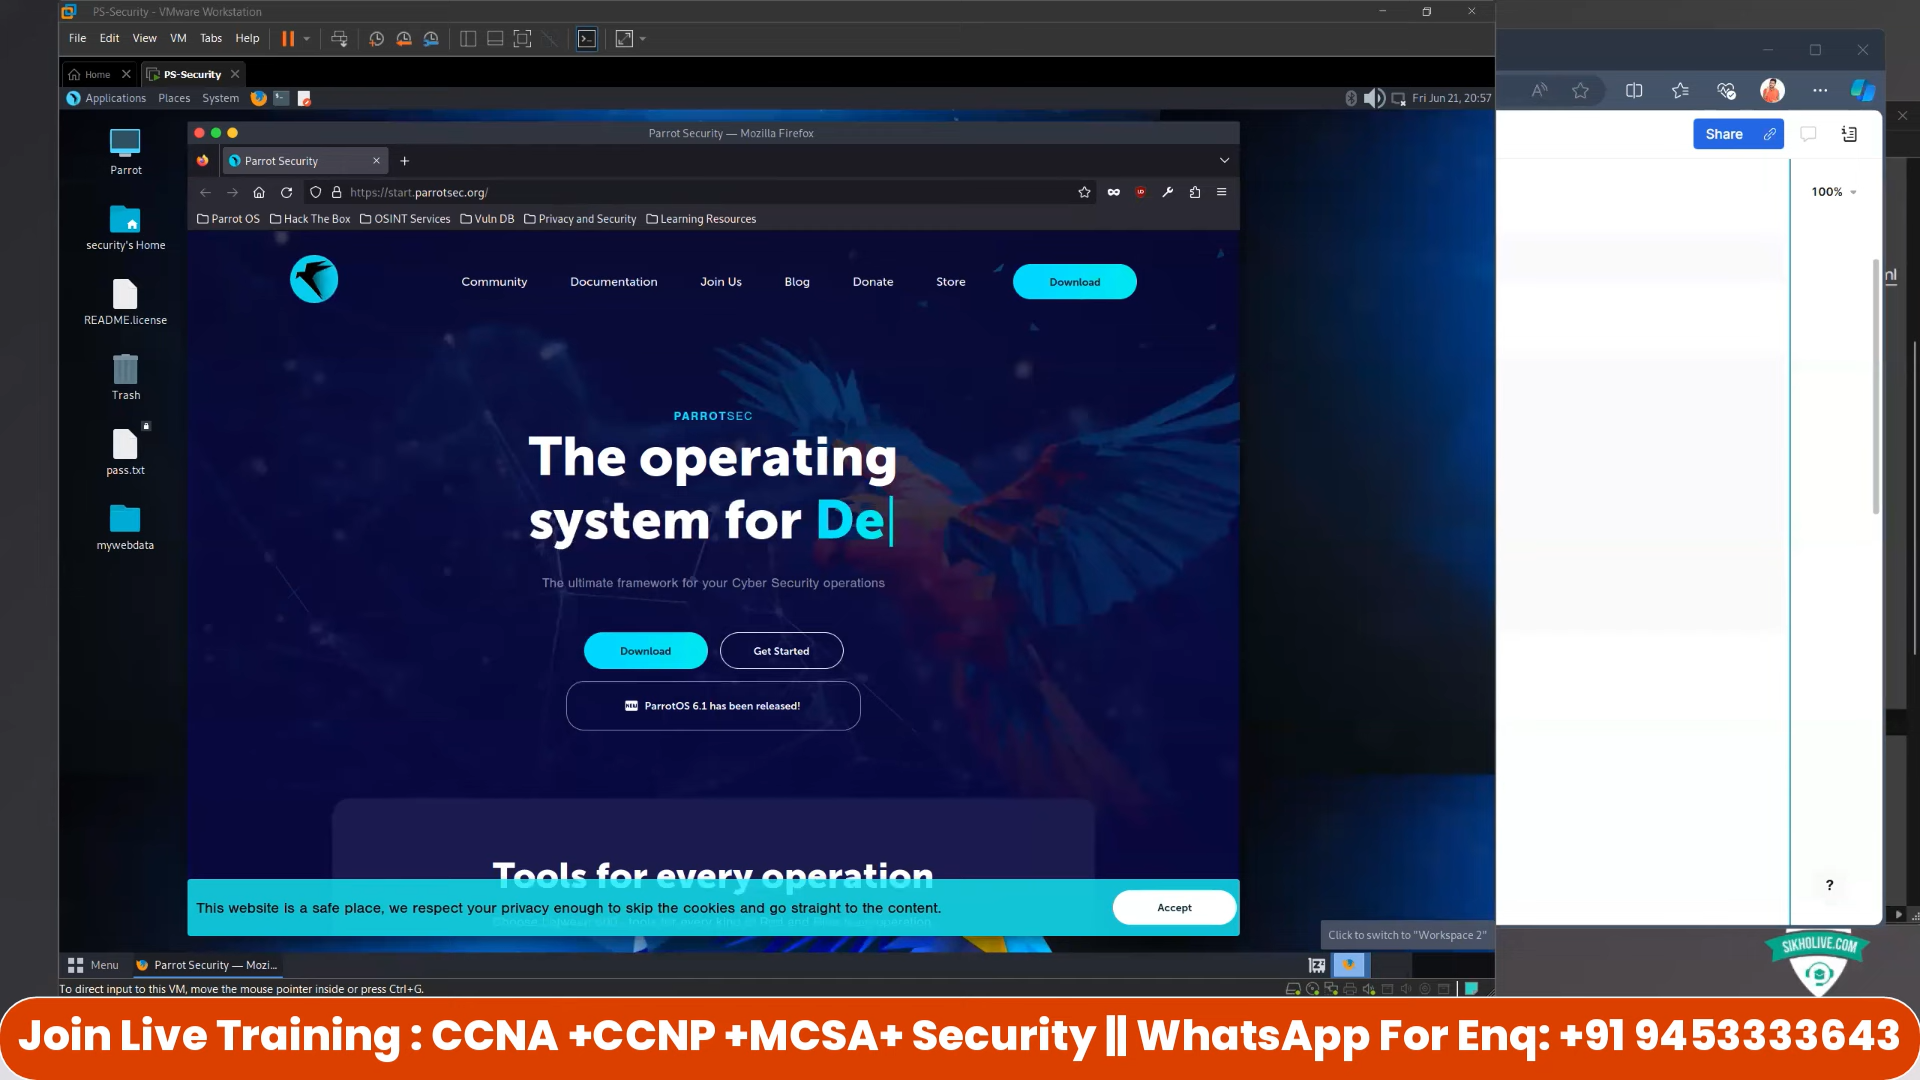 PS-Security - VMware Workstation
File Edit View VM Tabs Help
Home PS-Security
Applications Places System
Fri Jun 21, 20:57
Parrot Security — Mozilla Firefox
Parrot Security
https://start.parrotsec.org/
Parrot OS Hack The Box OSINT Services Vuln DB Privacy and Security Learning Resources
Parrot
security's Home
README.license
Trash
pass.txt
mywebdata
Community Documentation Join Us Blog Donate Store Download
PARROTSEC
The operating
system for De
The ultimate framework for your Cyber Security operations
Download Get Started
NEW ParrotOS 6.1 has been released!
Tools for every operation
This website is a safe place, we respect your privacy enough to skip the cookies and go straight to the content.
Accept
Click to switch to "Workspace 2"
Menu Parrot Security — Mozi...
To direct input to this VM, move the mouse pointer inside or press Ctrl+G.
Share
100%
nl
?
SIKHOLIVE.COM
Join Live Training : CCNA +CCNP +MCSA+ Security || WhatsApp For Enq: +91 9453333643